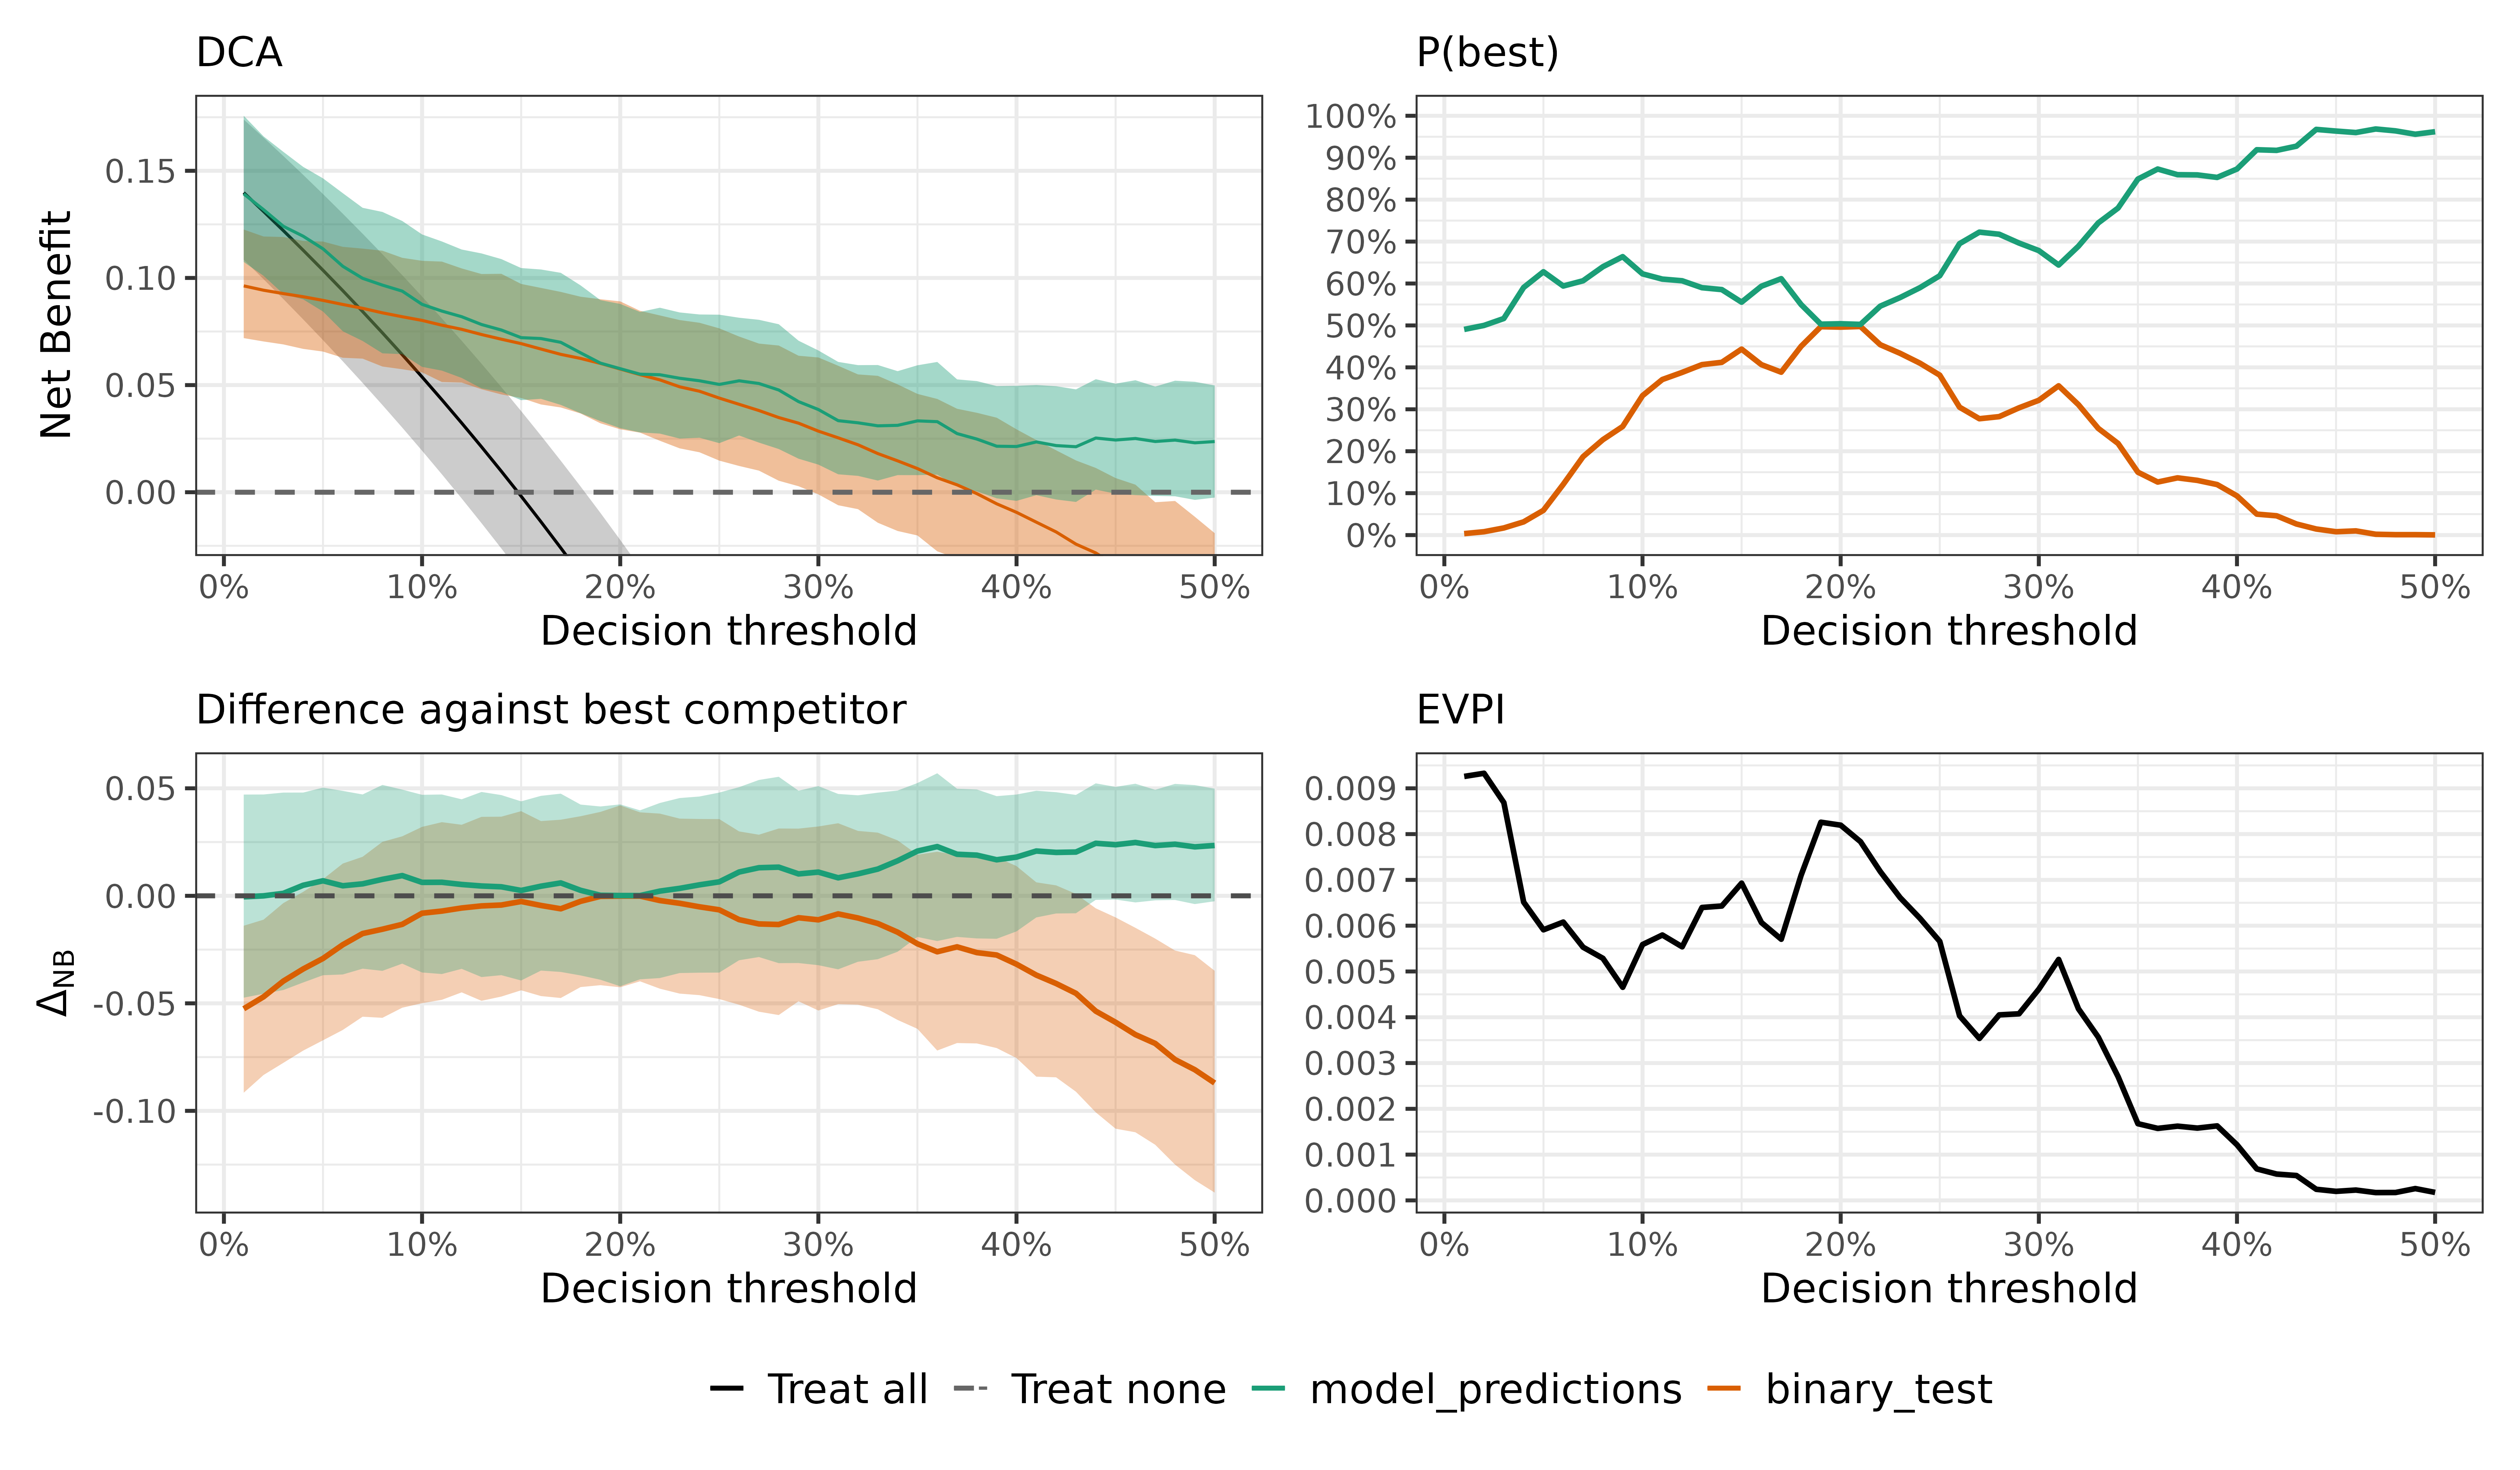 DCA
Net Benefit
0.15
0.10
0.05
0.00
0% 10% 20% 30% 40% 50%
Decision threshold
P(best)
100%
90%
80%
70%
60%
50%
40%
30%
20%
10%
0%
0% 10% 20% 30% 40% 50%
Decision threshold
Difference against best competitor
ΔNB
0.05
0.00
-0.05
-0.10
0% 10% 20% 30% 40% 50%
Decision threshold
EVPI
0.009
0.008
0.007
0.006
0.005
0.004
0.003
0.002
0.001
0.000
0% 10% 20% 30% 40% 50%
Decision threshold
Treat all Treat none model_predictions binary_test